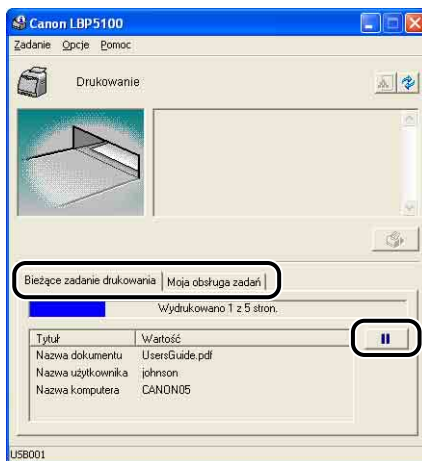 Canon LBP5100
Zadanie Opcje Pomoc
Drukowanie
Bieżące zadanie drukowania Moja obsługa zadań
Wydrukowano 1 z 5 stron.
Tytuł Wartość
Nazwa dokumentu UsersGuide.pdf
Nazwa użytkownika johnson
Nazwa komputera CANON05
USB001